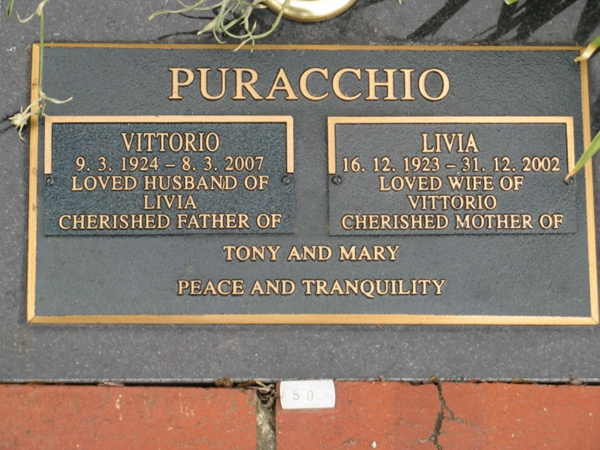 PURACCHIO
VITTORIO
9. 3. 1924 – 8. 3. 2007
LOVED HUSBAND OF
LIVIA
CHERISHED FATHER OF
LIVIA
16. 12. 1923 – 31. 12. 2002
LOVED WIFE OF
VITTORIO
CHERISHED MOTHER OF
TONY AND MARY
PEACE AND TRANQUILITY
50